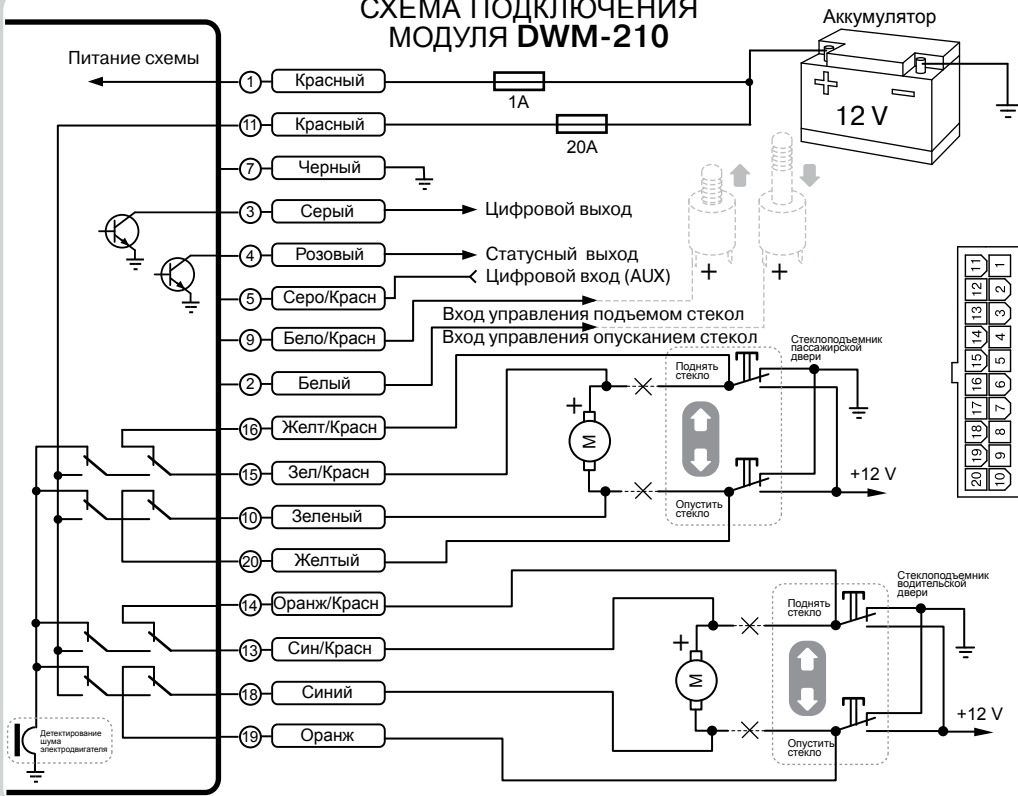 СХЕМА ПОДКЛЮЧЕНИЯ
МОДУЛЯ DWM-210
Аккумулятор
12 V
Питание схемы
1 Красный
1А
11 Красный
20А
7 Черный
3 Серый
Цифровой выход
4 Розовый
Статусный выход
5 Серо/Красн
Цифровой вход (AUX)
+ +
9 Бело/Красн
Вход управления подъемом стекол
2 Белый
Вход управления опусканием стекол
Стеклоподъемник
пассажирской
двери
Поднять
стекло
16 Желт/Красн
+
M
15 Зел/Красн
+12 V
10 Зеленый
Опустить
стекло
20 Желтый
11 1
12 2
13 3
14 4
15 5
16 6
17 7
18 8
19 9
20 10
14 Оранж/Красн
Стеклоподъемник
водительской
двери
Поднять
стекло
13 Син/Красн
+
M
18 Синий
+12 V
19 Оранж
Опустить
стекло
Детектирование
шума
электродвигателя